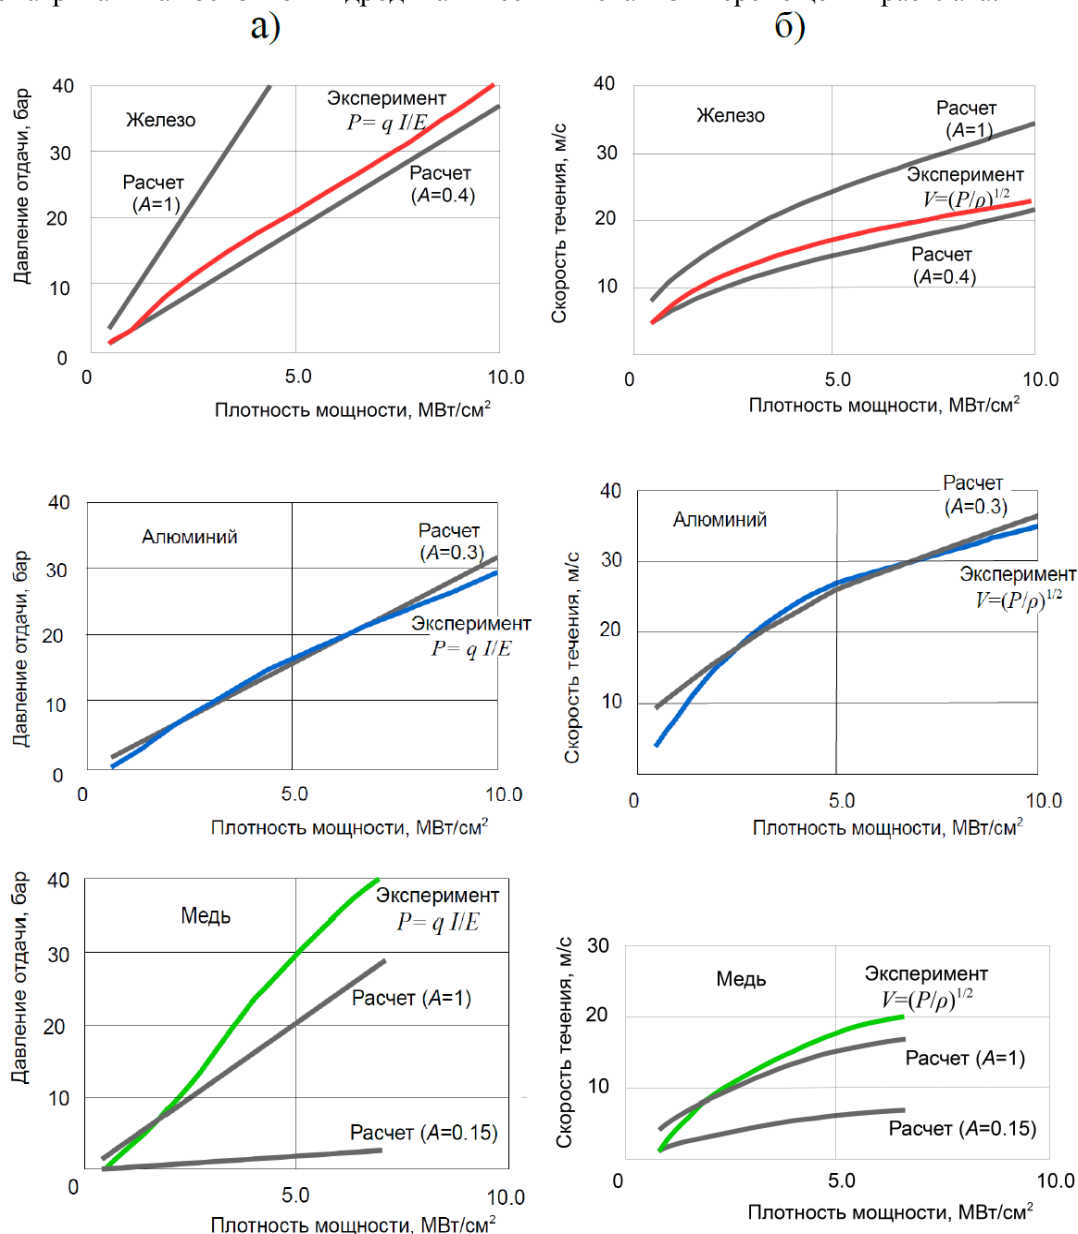 а)
б)
Давление отдачи, бар
40
30
20
10
0
Железо
Эксперимент
P= q I/E
Расчет
(A=1)
Расчет
(A=0.4)
0
5.0
10.0
Плотность мощности, МВт/см²
Скорость течения, м/с
40
30
20
10
Железо
Расчет
(A=1)
Эксперимент
V=(P/ρ)^1/2
Расчет
(A=0.4)
0
5.0
10.0
Плотность мощности, МВт/см²
Давление отдачи, бар
40
30
20
10
0
Алюминий
Расчет
(A=0.3)
Эксперимент
P= q I/E
0
5.0
10.0
Плотность мощности, МВт/см²
Скорость течения, м/с
40
30
20
10
Алюминий
Расчет
(A=0.3)
Эксперимент
V=(P/ρ)^1/2
0
5.0
10.0
Плотность мощности, МВт/см²
Давление отдачи, бар
40
30
20
10
0
Медь
Эксперимент
P= q I/E
Расчет (A=1)
Расчет (A=0.15)
5.0
10.0
Плотность мощности, МВт/см²
Скорость течения, м/с
30
20
10
0
Медь
Эксперимент
V=(P/ρ)^1/2
Расчет (A=1)
Расчет (A=0.15)
5.0
10.0
Плотность мощности, МВт/см²